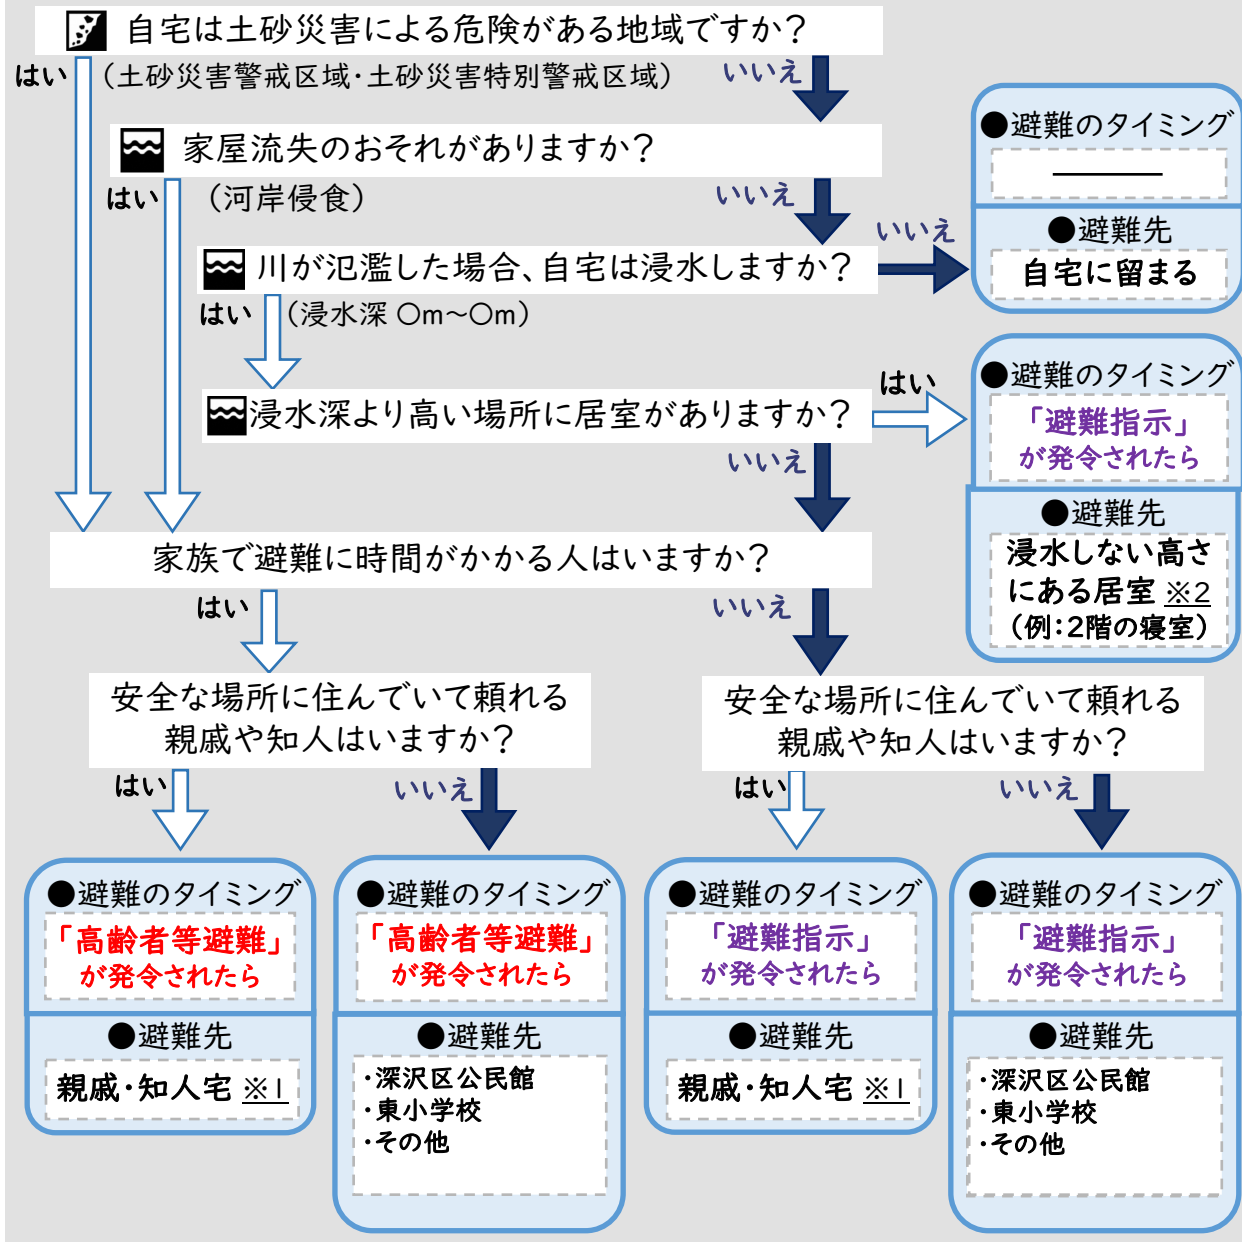 自宅は土砂災害による危険がある地域ですか？
はい
（土砂災害警戒区域・土砂災害特別警戒区域）
いいえ
家屋流失のおそれがありますか？
はい
（河岸侵食）
いいえ
川が氾濫した場合、自宅は浸水しますか？
いいえ
はい
（浸水深 〇m～〇m）
●避難のタイミング
―――
●避難先
自宅に留まる
浸水深より高い場所に居室がありますか？
はい
いいえ
●避難のタイミング
「避難指示」
が発令されたら
●避難先
浸水しない高さ
にある居室 ※2
（例：2階の寝室）
家族で避難に時間がかかる人はいますか？
はい
いいえ
安全な場所に住んでいて頼れる
親戚や知人はいますか？
はい
いいえ
安全な場所に住んでいて頼れる
親戚や知人はいますか？
はい
いいえ
●避難のタイミング
「高齢者等避難」
が発令されたら
●避難先
親戚・知人宅 ※1
●避難のタイミング
「高齢者等避難」
が発令されたら
●避難先
・深沢区公民館
・東小学校
・その他
●避難のタイミング
「避難指示」
が発令されたら
●避難先
親戚・知人宅 ※1
●避難のタイミング
「避難指示」
が発令されたら
●避難先
・深沢区公民館
・東小学校
・その他